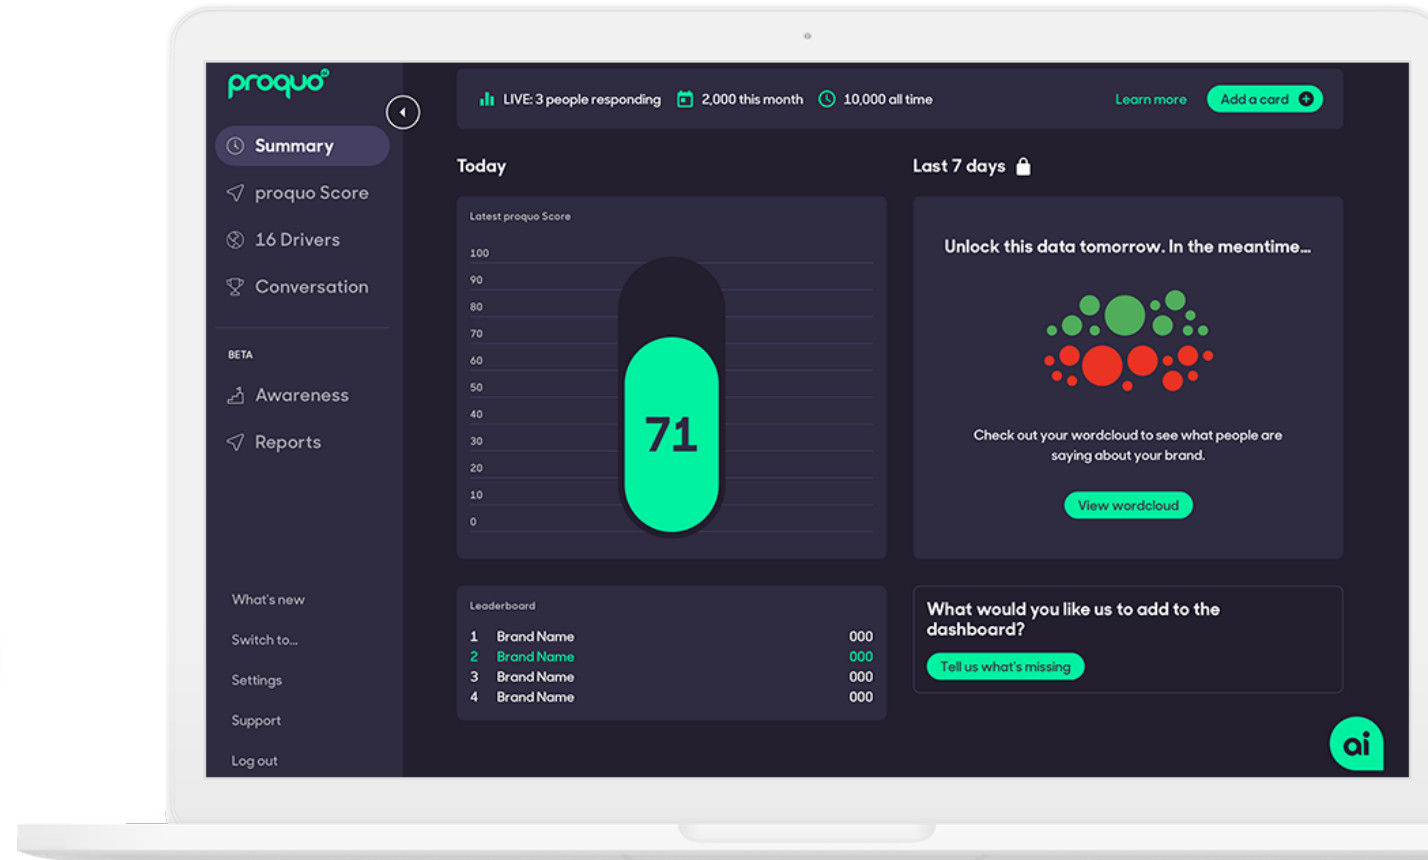 proquo
LIVE: 3 people responding
2,000 this month
10,000 all time
Learn more
Add a card
Summary
proquo Score
16 Drivers
Conversation
BETA
Awareness
Reports
What's new
Switch to...
Settings
Support
Log out
Today
Latest proquo Score
100
90
80
70
60
50
40
30
20
10
0
71
Last 7 days
Unlock this data tomorrow. In the meantime...
Check out your wordcloud to see what people are
saying about your brand.
View wordcloud
Leaderboard
1 Brand Name 000
2 Brand Name 000
3 Brand Name 000
4 Brand Name 000
What would you like us to add to the
dashboard?
Tell us what's missing
ai